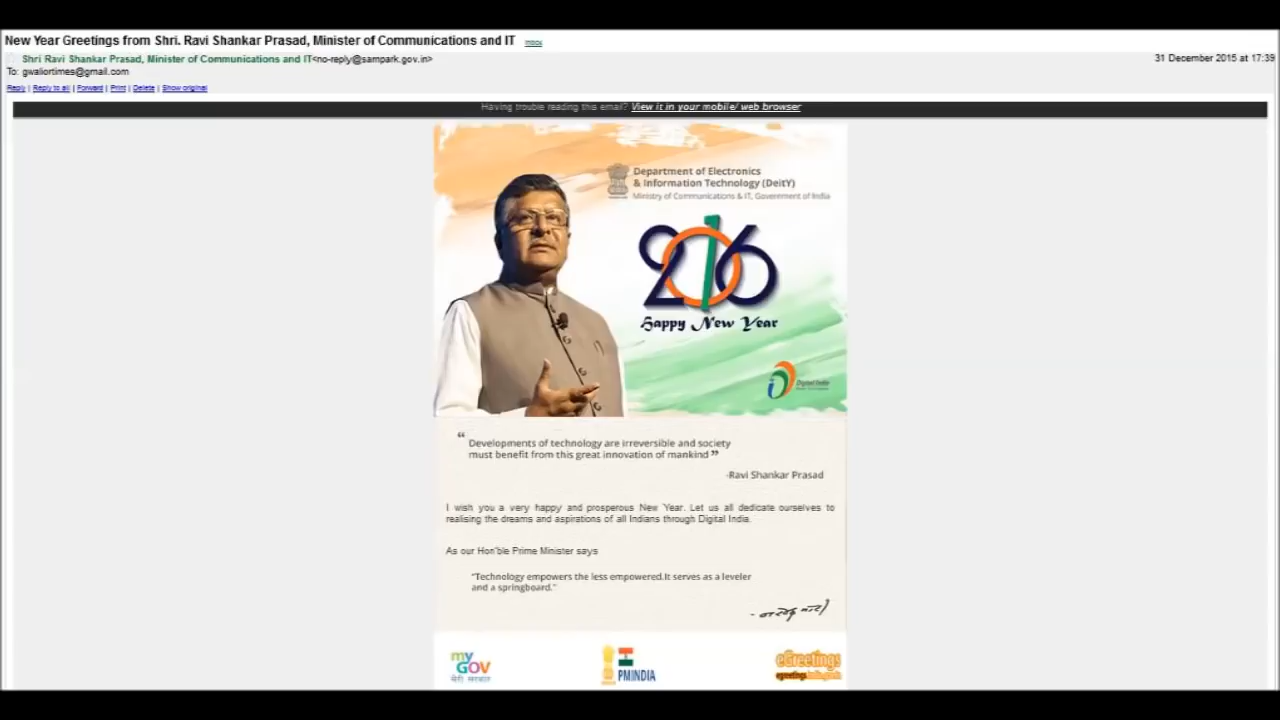 New Year Greetings from Shri. Ravi Shankar Prasad, Minister of Communications and IT Inbox
Shri Ravi Shankar Prasad, Minister of Communications and IT<no-reply@sampark.gov.in>
31 December 2015 at 17:39
To: gwaliortimes@gmail.com
Reply | Reply to all | Forward | Print | Delete | Show original
Having trouble reading this email? View it in your mobile/ web browser
Department of Electronics
& Information Technology (DeitY)
Ministry of Communications & IT, Government of India
2016
Happy New Year
Digital India
“ Developments of technology are irreversible and society
must benefit from this great innovation of mankind ”
-Ravi Shankar Prasad
I wish you a very happy and prosperous New Year. Let us all dedicate ourselves to
realising the dreams and aspirations of all Indians through Digital India.
As our Hon'ble Prime Minister says
"Technology empowers the less empowered.It serves as a leveler
and a springboard."
my
GOV
मेरी सरकार
PMINDIA
eGreetings